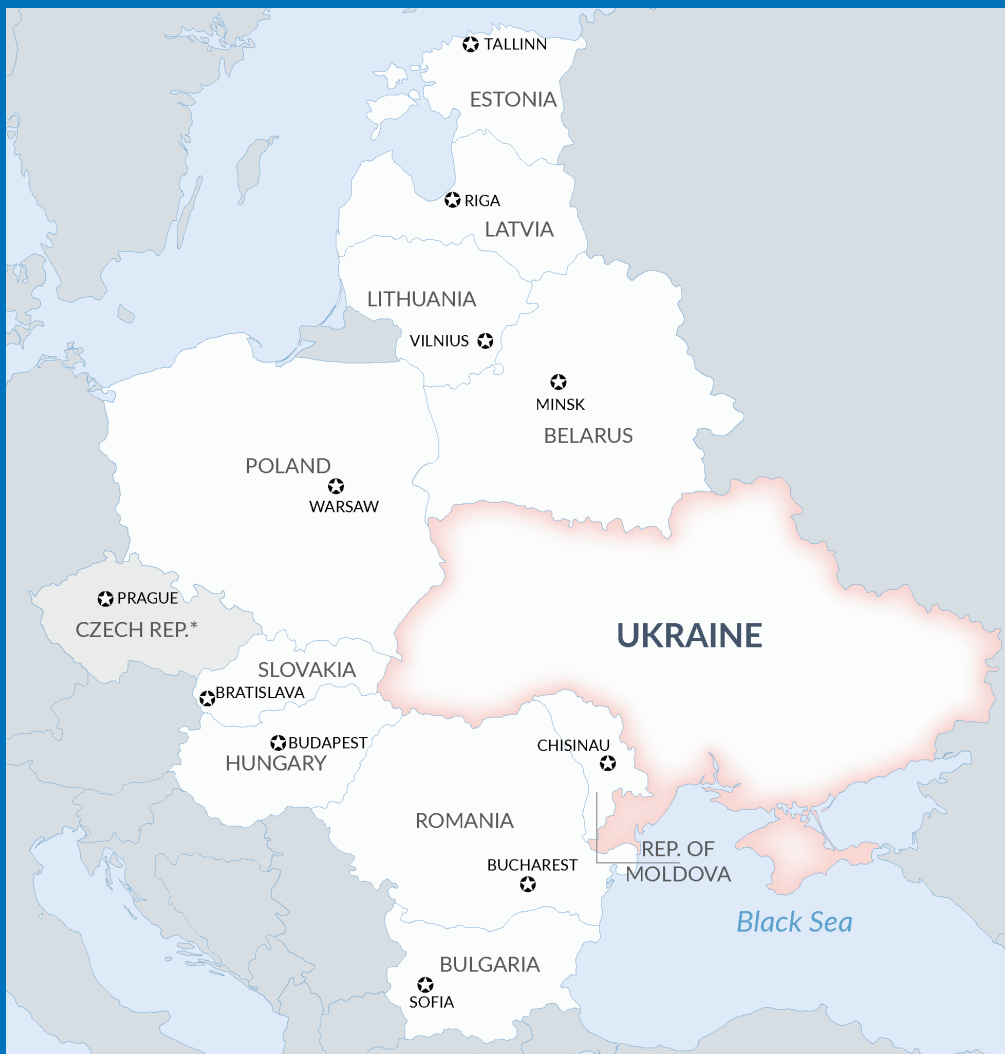 TALLINN
ESTONIA
RIGA
LATVIA
LITHUANIA
VILNIUS
MINSK
BELARUS
POLAND
WARSAW
PRAGUE
CZECH REP.*
UKRAINE
SLOVAKIA
BRATISLAVA
BUDAPEST
HUNGARY
CHISINAU
ROMANIA
REP. OF
MOLDOVA
BUCHAREST
Black Sea
BULGARIA
SOFIA